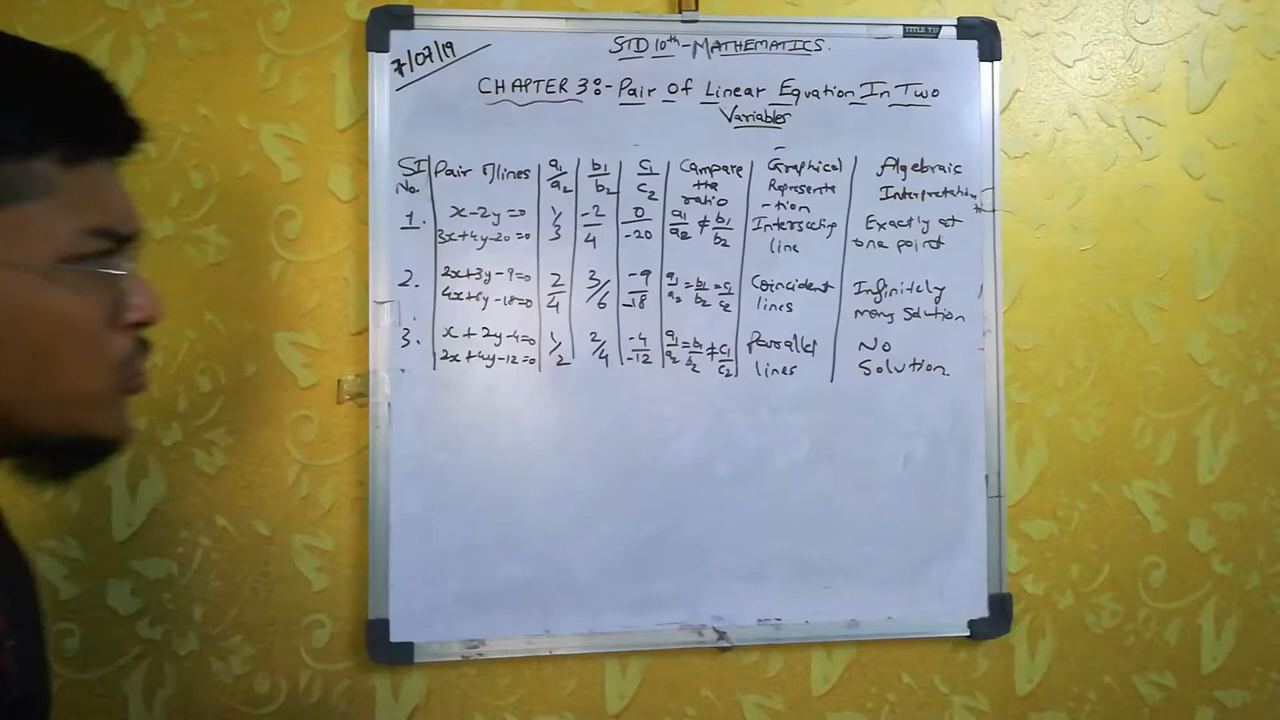 TITLE
7/07/19
STD 10th - MATHEMATICS.
CHAPTER 3:- Pair Of Linear Equation In Two
Variables
SI No. Pair of lines a1/a2 b1/b2 c1/c2 Campare the ratio Graphical Represente-tion Algebraic Interpretation
1. x-2y=0 3x+4y-20=0 1/3 -2/4 0/-20 a1/a2 ≠ b1/b2 Intersecting line Exactly at one point
2. 2x+3y-9=0 4x+6y-18=0 2/4 3/6 -9/-18 a1/a2 = b1/b2 = c1/c2 Coincident lines Infinitely many Solution
3. x+2y-4=0 2x+4y-12=0 1/2 2/4 -4/-12 a1/a2 = b1/b2 ≠ c1/c2 Parallel lines No Solution.